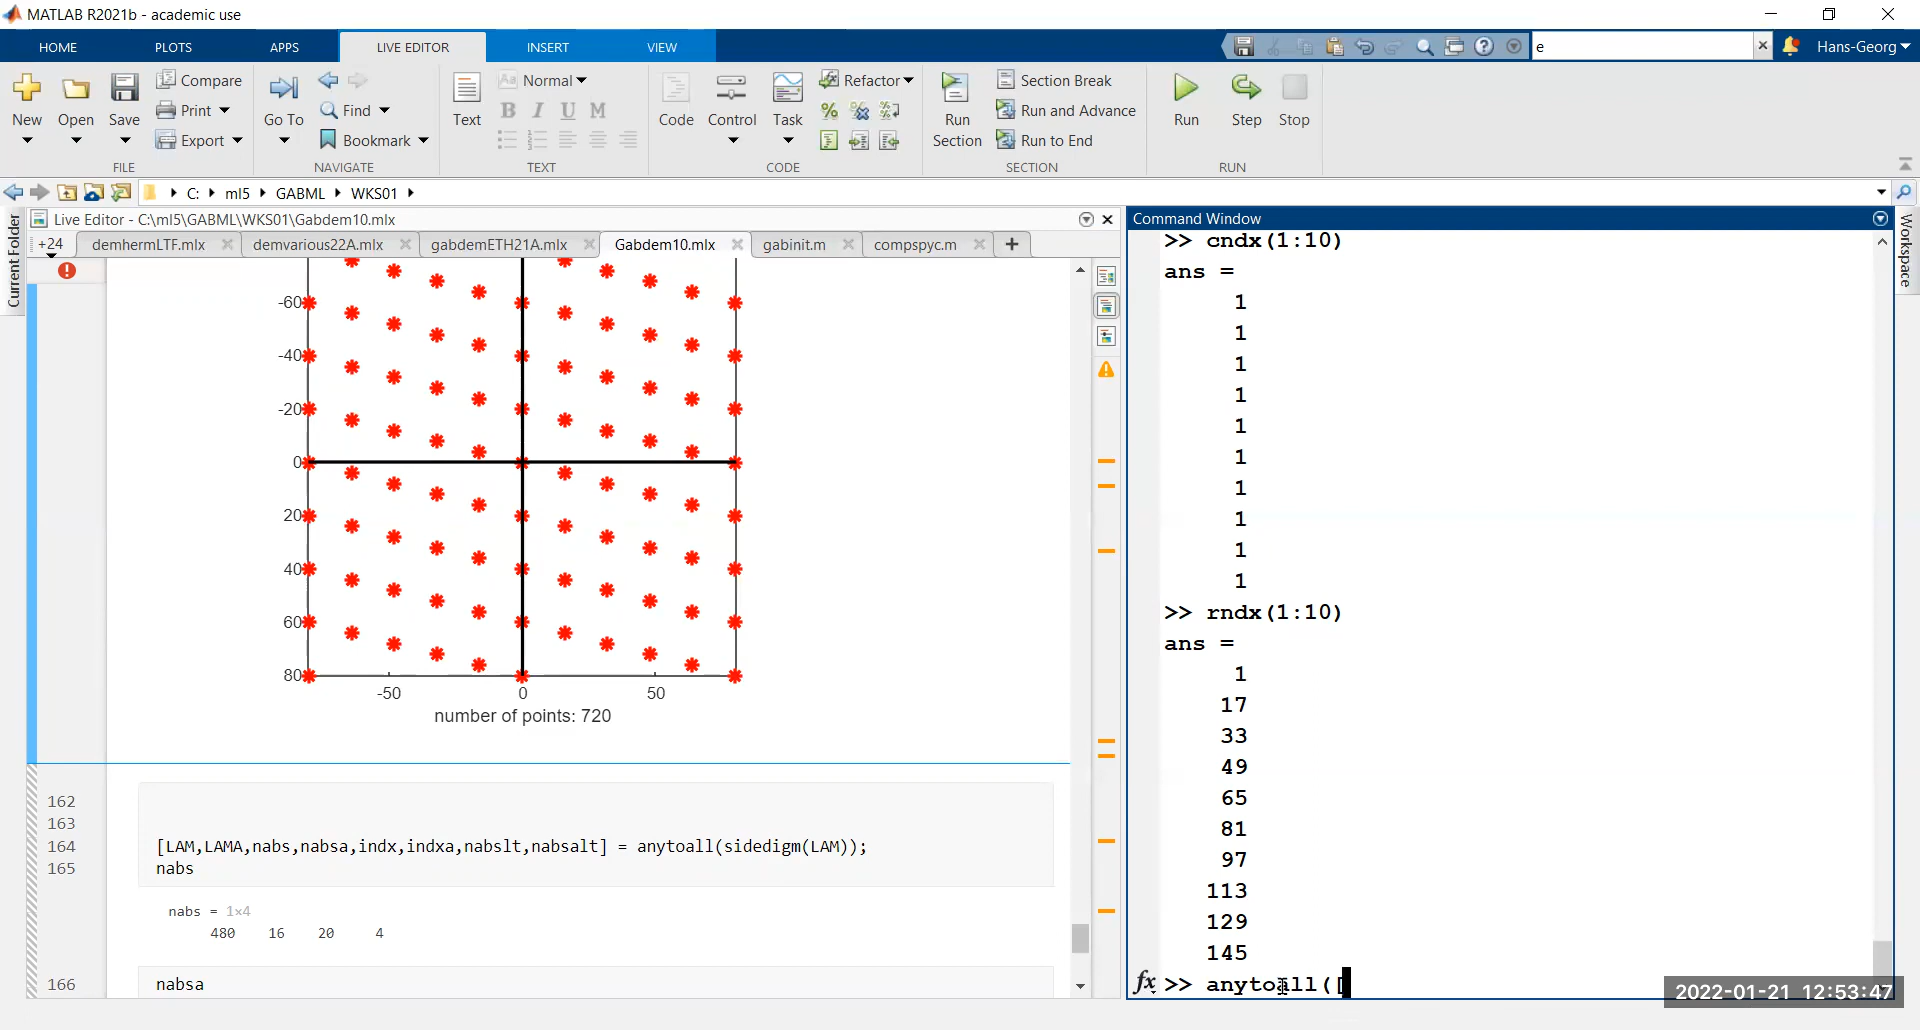 MATLAB R2021b - academic use
HOME PLOTS APPS LIVE EDITOR INSERT VIEW e Hans-Georg
New Open Save Compare Print Export FILE
Go To Find Bookmark NAVIGATE
Text Aa Normal B I U M TEXT
Code Control Task Refactor CODE
Run Section Section Break Run and Advance Run to End SECTION
Run Step Stop RUN
C: ml5 GABML WKS01
Current Folder
Live Editor - C:\ml5\GABML\WKS01\Gabdem10.mlx
+24 demhermLTF.mlx demvarious22A.mlx gabdemETH21A.mlx Gabdem10.mlx gabinit.m compspyc.m +
-60
-40
-20
0
20
40
60
80
-50 0 50
number of points: 720
162
163
164 [LAM,LAMA,nabs,nabsa,indx,indxa,nabslt,nabsalt] = anytoall(sidedigm(LAM));
165 nabs
nabs = 1×4
480 16 20 4
166 nabsa
Command Window
Workspace
>> cndx(1:10)
ans =
1
1
1
1
1
1
1
1
1
1
>> rndx(1:10)
ans =
1
17
33
49
65
81
97
113
129
145
fx >> anytoall([
2022-01-21 12:53:47